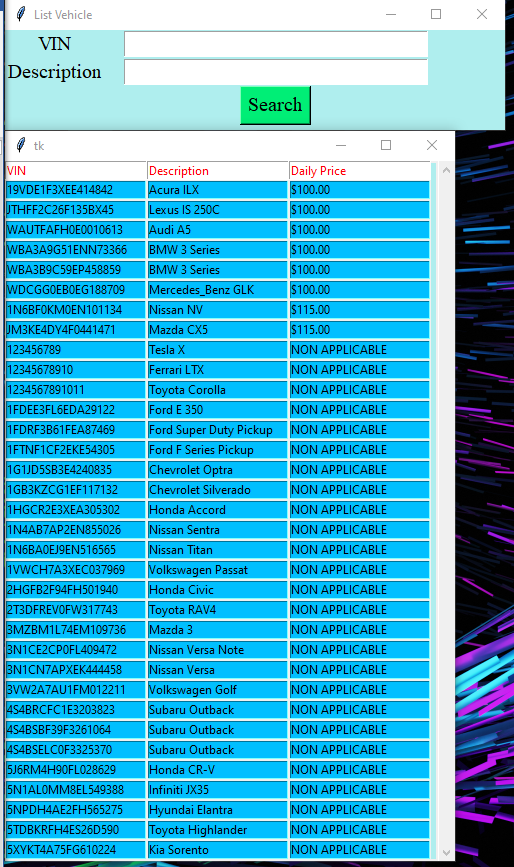 List Vehicle
VIN
Description
Search
tk
VIN Description Daily Price
19VDE1F3XEE414842 Acura ILX $100.00
JTHFF2C26F135BX45 Lexus IS 250C $100.00
WAUTFAFH0E0010613 Audi A5 $100.00
WBA3A9G51ENN73366 BMW 3 Series $100.00
WBA3B9C59EP458859 BMW 3 Series $100.00
WDCGG0EB0EG188709 Mercedes_Benz GLK $100.00
1N6BF0KM0EN101134 Nissan NV $115.00
JM3KE4DY4F0441471 Mazda CX5 $115.00
123456789 Tesla X NON APPLICABLE
12345678910 Ferrari LTX NON APPLICABLE
1234567891011 Toyota Corolla NON APPLICABLE
1FDEE3FL6EDA29122 Ford E 350 NON APPLICABLE
1FDRF3B61FEA87469 Ford Super Duty Pickup NON APPLICABLE
1FTNF1CF2EKE54305 Ford F Series Pickup NON APPLICABLE
1G1JD5SB3E4240835 Chevrolet Optra NON APPLICABLE
1GB3KZCG1EF117132 Chevrolet Silverado NON APPLICABLE
1HGCR2E3XEA305302 Honda Accord NON APPLICABLE
1N4AB7AP2EN855026 Nissan Sentra NON APPLICABLE
1N6BA0EJ9EN516565 Nissan Titan NON APPLICABLE
1VWCH7A3XEC037969 Volkswagen Passat NON APPLICABLE
2HGFB2F94FH501940 Honda Civic NON APPLICABLE
2T3DFREV0FW317743 Toyota RAV4 NON APPLICABLE
3MZBM1L74EM109736 Mazda 3 NON APPLICABLE
3N1CE2CP0FL409472 Nissan Versa Note NON APPLICABLE
3N1CN7APXEK444458 Nissan Versa NON APPLICABLE
3VW2A7AU1FM012211 Volkswagen Golf NON APPLICABLE
4S4BRCFC1E3203823 Subaru Outback NON APPLICABLE
4S4BSBF39F3261064 Subaru Outback NON APPLICABLE
4S4BSELC0F3325370 Subaru Outback NON APPLICABLE
5J6RM4H90FL028629 Honda CR-V NON APPLICABLE
5N1AL0MM8EL549388 Infiniti JX35 NON APPLICABLE
5NPDH4AE2FH565275 Hyundai Elantra NON APPLICABLE
5TDBKRFH4ES26D590 Toyota Highlander NON APPLICABLE
5XYKT4A75FG610224 Kia Sorento NON APPLICABLE